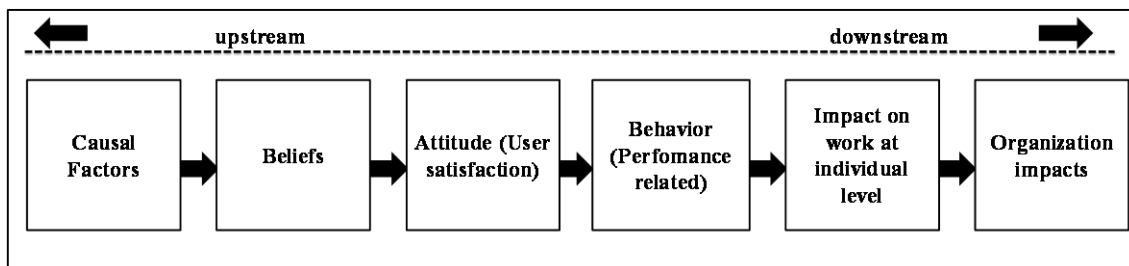 upstream
downstream
Causal
Factors
Beliefs
Attitude (User
satisfaction)
Behavior
(Perfomance
related)
Impact on
work at
individual
level
Organization
impacts